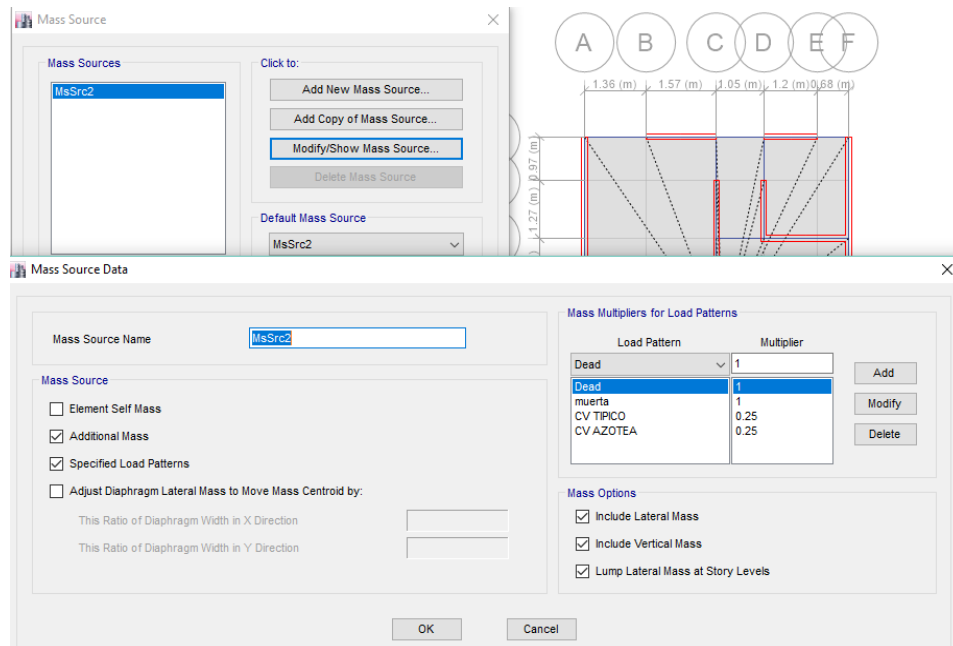 Mass Source
Mass Sources
MsSrc2
Click to:
Add New Mass Source...
Add Copy of Mass Source...
Modify/Show Mass Source...
Delete Mass Source
Default Mass Source
MsSrc2
A B C D E F
1.36 (m) 1.57 (m) 1.05 (m) 1.2 (m) 0.68 (m)
0.97 (m)
1.27 (m)
Mass Source Data
Mass Source Name
MsSrc2
Mass Source
Element Self Mass
Additional Mass
Specified Load Patterns
Adjust Diaphragm Lateral Mass to Move Mass Centroid by:
This Ratio of Diaphragm Width in X Direction
This Ratio of Diaphragm Width in Y Direction
Mass Multipliers for Load Patterns
Load Pattern Multiplier
Dead 1
Dead 1
muerta 1
CV TIPICO 0.25
CV AZOTEA 0.25
Add
Modify
Delete
Mass Options
Include Lateral Mass
Include Vertical Mass
Lump Lateral Mass at Story Levels
OK
Cancel